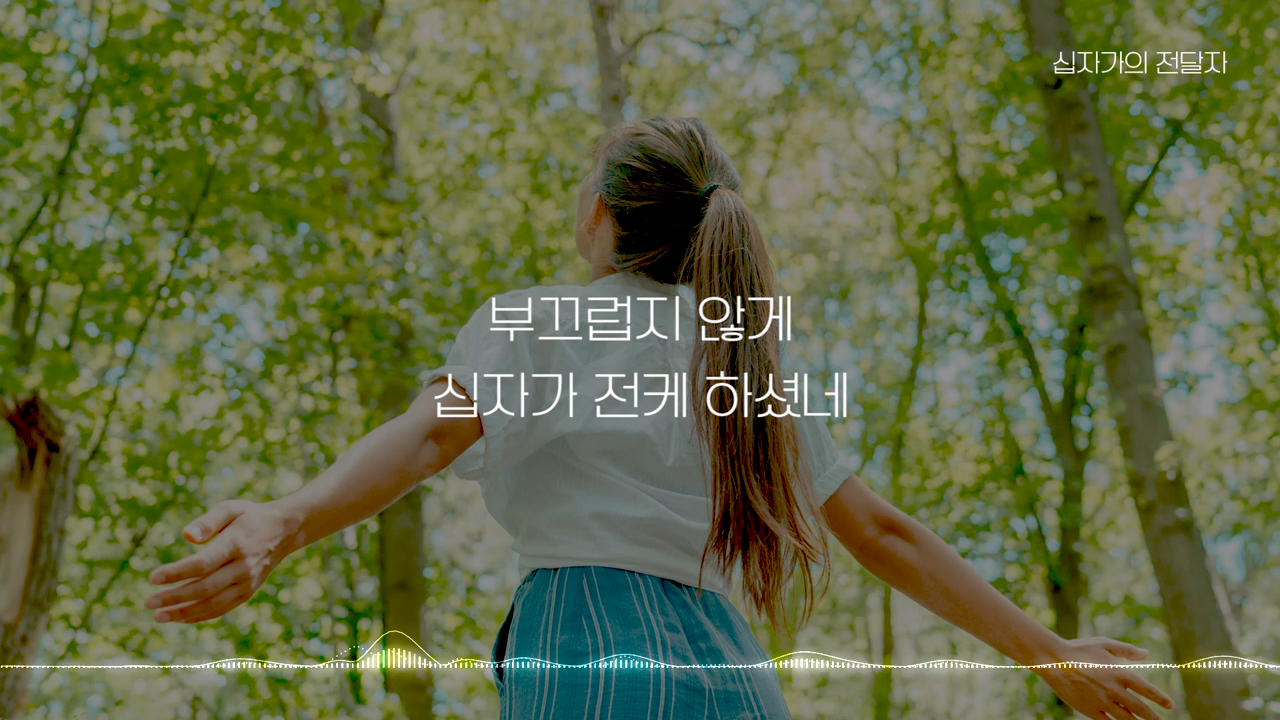 십자가의 전달자
부끄럽지 않게
십자가 전케 하셨네